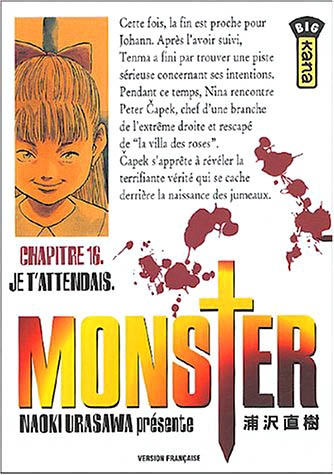 Cette fois, la fin est proche pour
Johann. Après l'avoir suivi,
Tenma a fini par trouver une piste
sérieuse concernant ses intentions.
Pendant ce temps, Nina rencontre
Peter Čapek, chef d'une branche
de l'extrême droite et rescapé
de "la villa des roses".
Čapek s'apprête à révéler la
terrifiante vérité qui se cache
derrière la naissance des jumeaux.
BIG
KANA
CHAPITRE 16.
JE T'ATTENDAIS.
MONSTER
NAOKI URASAWA présente
浦沢直樹
VERSION FRANÇAISE